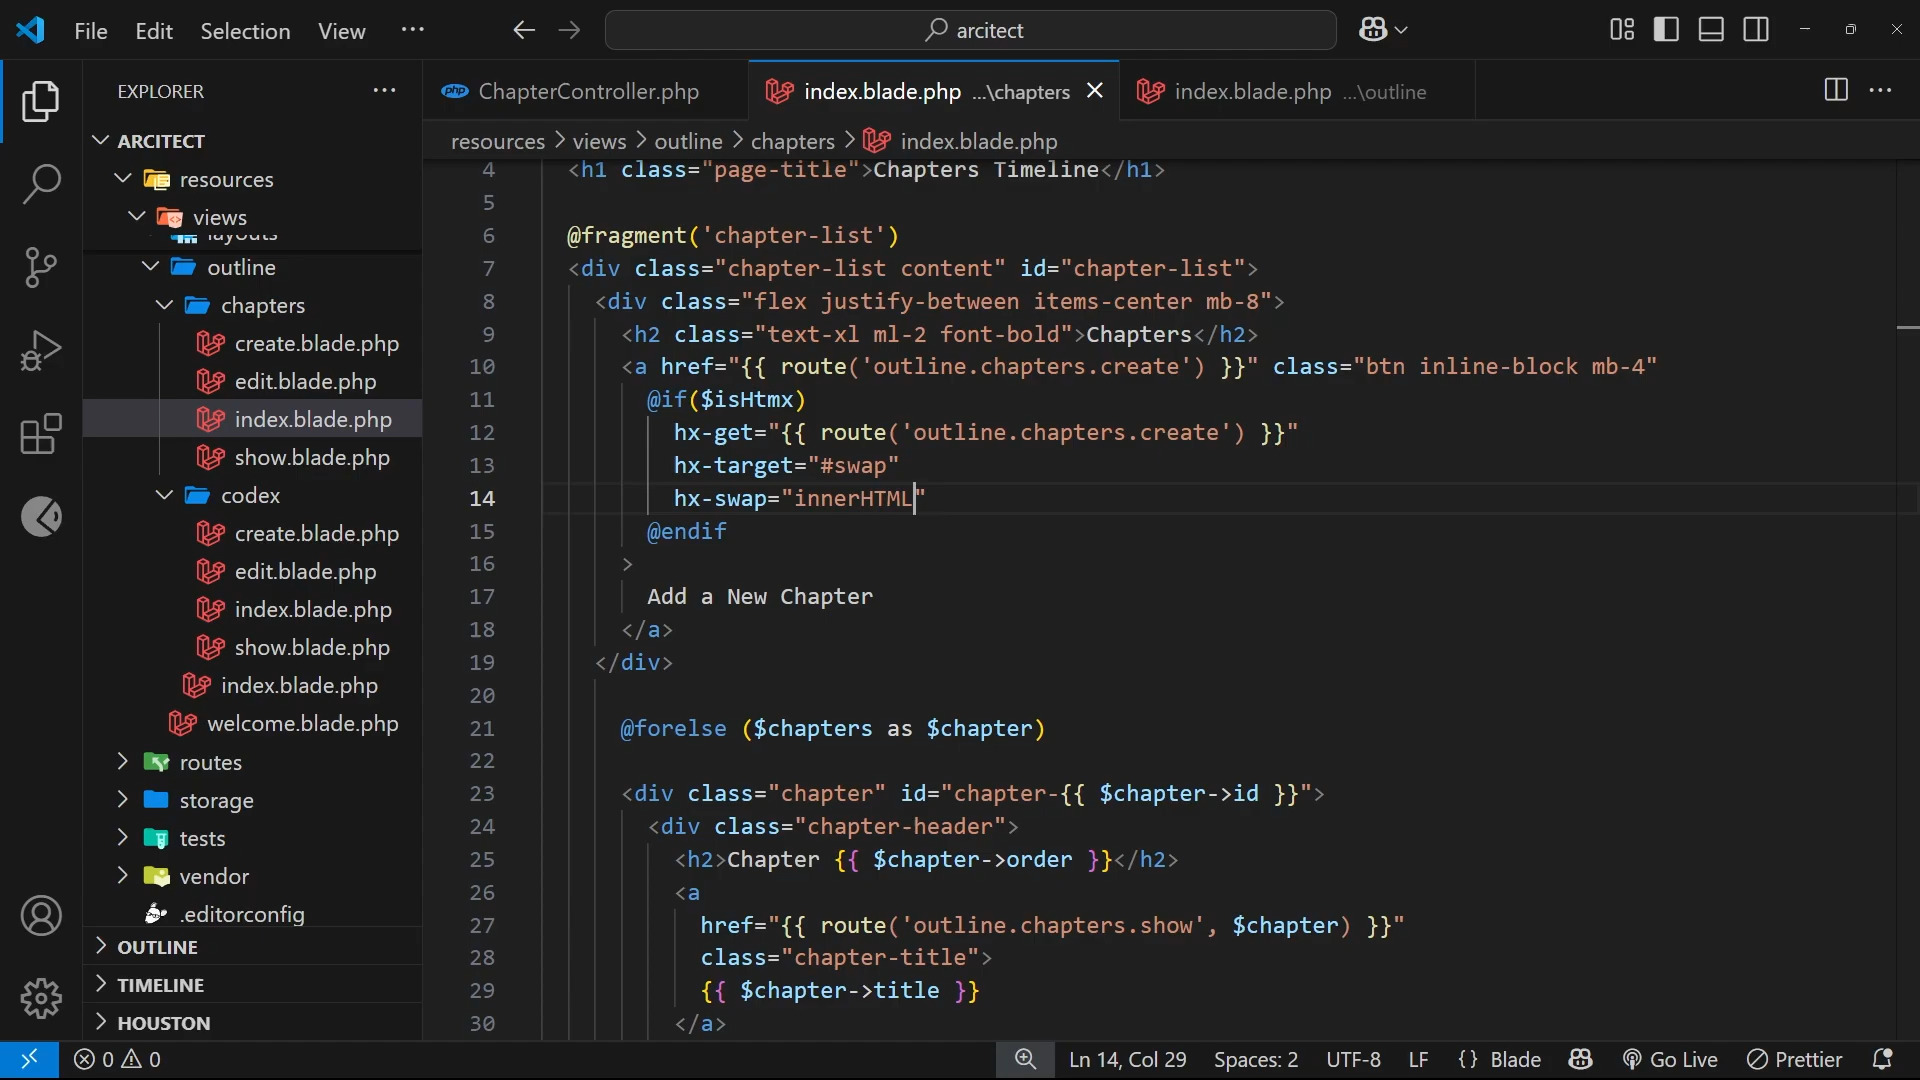 File Edit Selection View ···
arcitect
EXPLORER ···
ChapterController.php
index.blade.php ...\chapters
index.blade.php ...\outline
resources > views > outline > chapters > index.blade.php
ARCITECT
resources
views
layouts
outline
chapters
create.blade.php
edit.blade.php
index.blade.php
show.blade.php
codex
create.blade.php
edit.blade.php
index.blade.php
show.blade.php
index.blade.php
welcome.blade.php
routes
storage
tests
vendor
.editorconfig
OUTLINE
TIMELINE
HOUSTON
4 <h1 class="page-title">Chapters Timeline</h1>
5
6 @fragment('chapter-list')
7 <div class="chapter-list content" id="chapter-list">
8 <div class="flex justify-between items-center mb-8">
9 <h2 class="text-xl ml-2 font-bold">Chapters</h2>
10 <a href="{{ route('outline.chapters.create') }}" class="btn inline-block mb-4"
11 @if($isHtmx)
12 hx-get="{{ route('outline.chapters.create') }}"
13 hx-target="#swap"
14 hx-swap="innerHTML"
15 @endif
16 >
17 Add a New Chapter
18 </a>
19 </div>
20
21 @forelse ($chapters as $chapter)
22
23 <div class="chapter" id="chapter-{{ $chapter->id }}">
24 <div class="chapter-header">
25 <h2>Chapter {{ $chapter->order }}</h2>
26 <a
27 href="{{ route('outline.chapters.show', $chapter) }}"
28 class="chapter-title">
29 {{ $chapter->title }}
30 </a>
0 0 Ln 14, Col 29 Spaces: 2 UTF-8 LF {} Blade Go Live Prettier